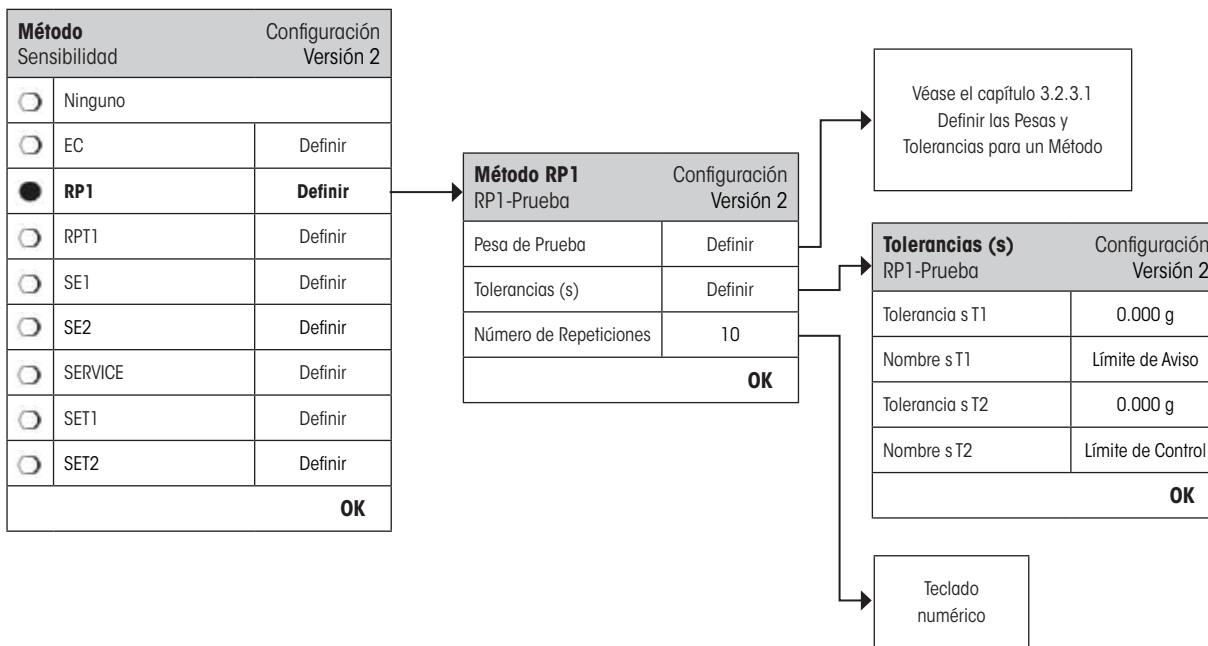 Método Configuración
Sensibilidad Versión 2
Ninguno
EC Definir
RP1 Definir
RPT1 Definir
SE1 Definir
SE2 Definir
SERVICE Definir
SET1 Definir
SET2 Definir
OK
Método RP1 Configuración
RP1-Prueba Versión 2
Pesa de Prueba Definir
Tolerancias (s) Definir
Número de Repeticiones 10
OK
Véase el capítulo 3.2.3.1
Definir las Pesas y
Tolerancias para un Método
Tolerancias (s) Configuración
RP1-Prueba Versión 2
Tolerancia s T1 0.000 g
Nombre s T1 Límite de Aviso
Tolerancia s T2 0.000 g
Nombre s T2 Límite de Control
OK
Teclado
numérico